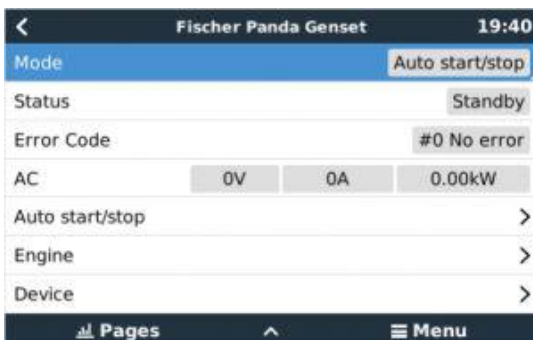 Fischer Panda Genset 19:40
Mode Auto start/stop
Status Standby
Error Code #0 No error
AC 0V 0A 0.00kW
Auto start/stop
Engine
Device
Pages Menu